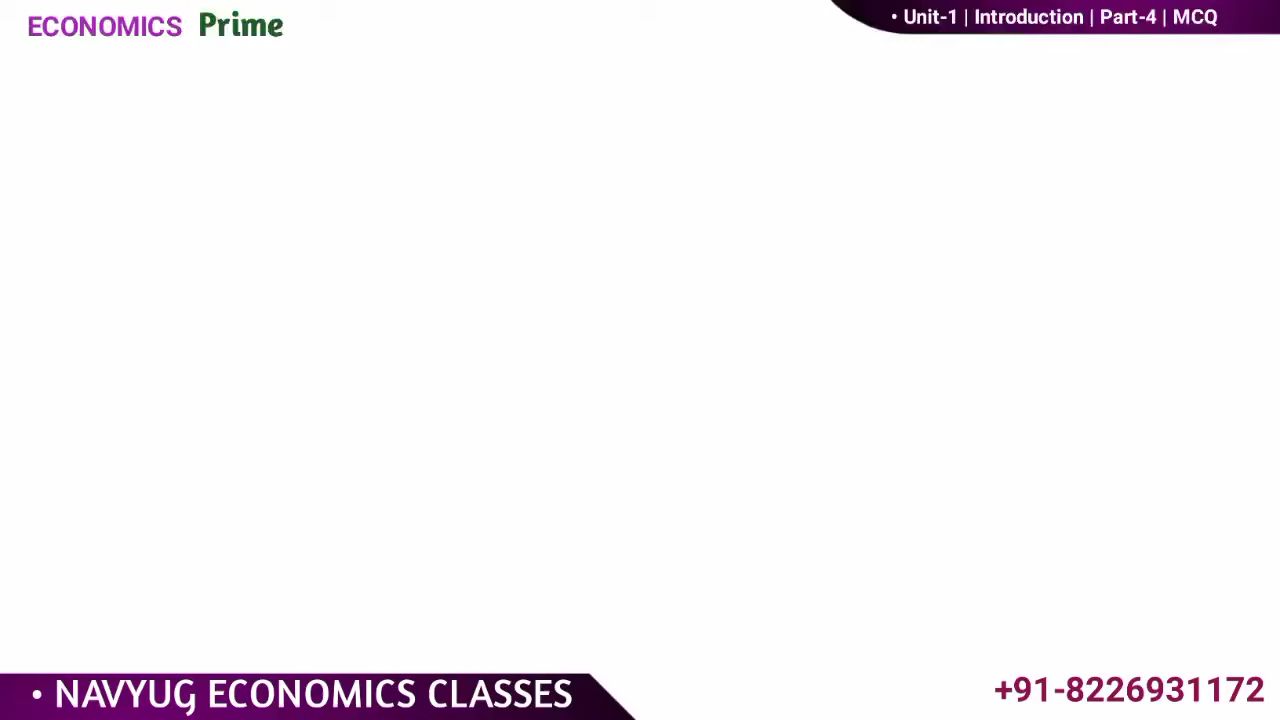 ECONOMICS Prime
• Unit-1 | Introduction | Part-4 | MCQ
• NAVYUG ECONOMICS CLASSES
+91-8226931172